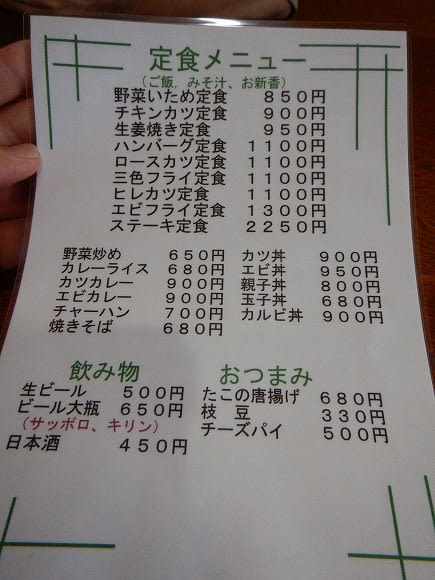 定食メニュー
（ご飯，みそ汁、お新香）
野菜いため定食　８５０円
チキンカツ定食　９００円
生姜焼き定食　９５０円
ハンバーグ定食　１１００円
ロースカツ定食　１１００円
三色フライ定食　１１００円
ヒレカツ定食　１１００円
エビフライ定食　１３００円
ステーキ定食　２２５０円
野菜炒め　６５０円
カレーライス　６８０円
カツカレー　９００円
エビカレー　９００円
チャーハン　７００円
焼きそば　６８０円
カツ丼　９００円
エビ丼　９５０円
親子丼　８００円
玉子丼　６８０円
カルビ丼　９００円
飲み物
生ビール　５００円
ビール大瓶　６５０円
（サッポロ、キリン）
日本酒　４５０円
おつまみ
たこの唐揚げ　６８０円
枝　豆　３３０円
チーズパイ　５００円